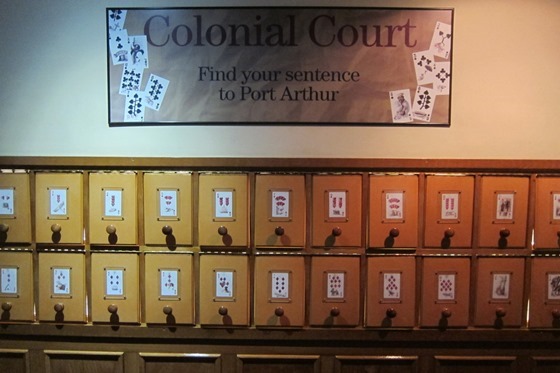 Colonial Court
Find your sentence
to Port Arthur